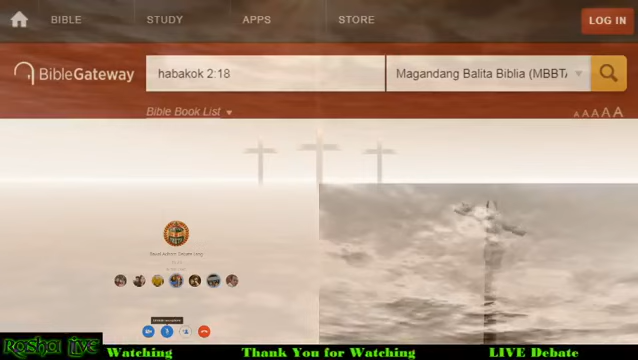 BIBLE STUDY APPS STORE LOG IN
BibleGateway habakok 2:18 Magandang Balita Biblia (MBBTA
Bible Book List AAAAA
Rosha Live Watching Thank You for Watching LIVE Debate